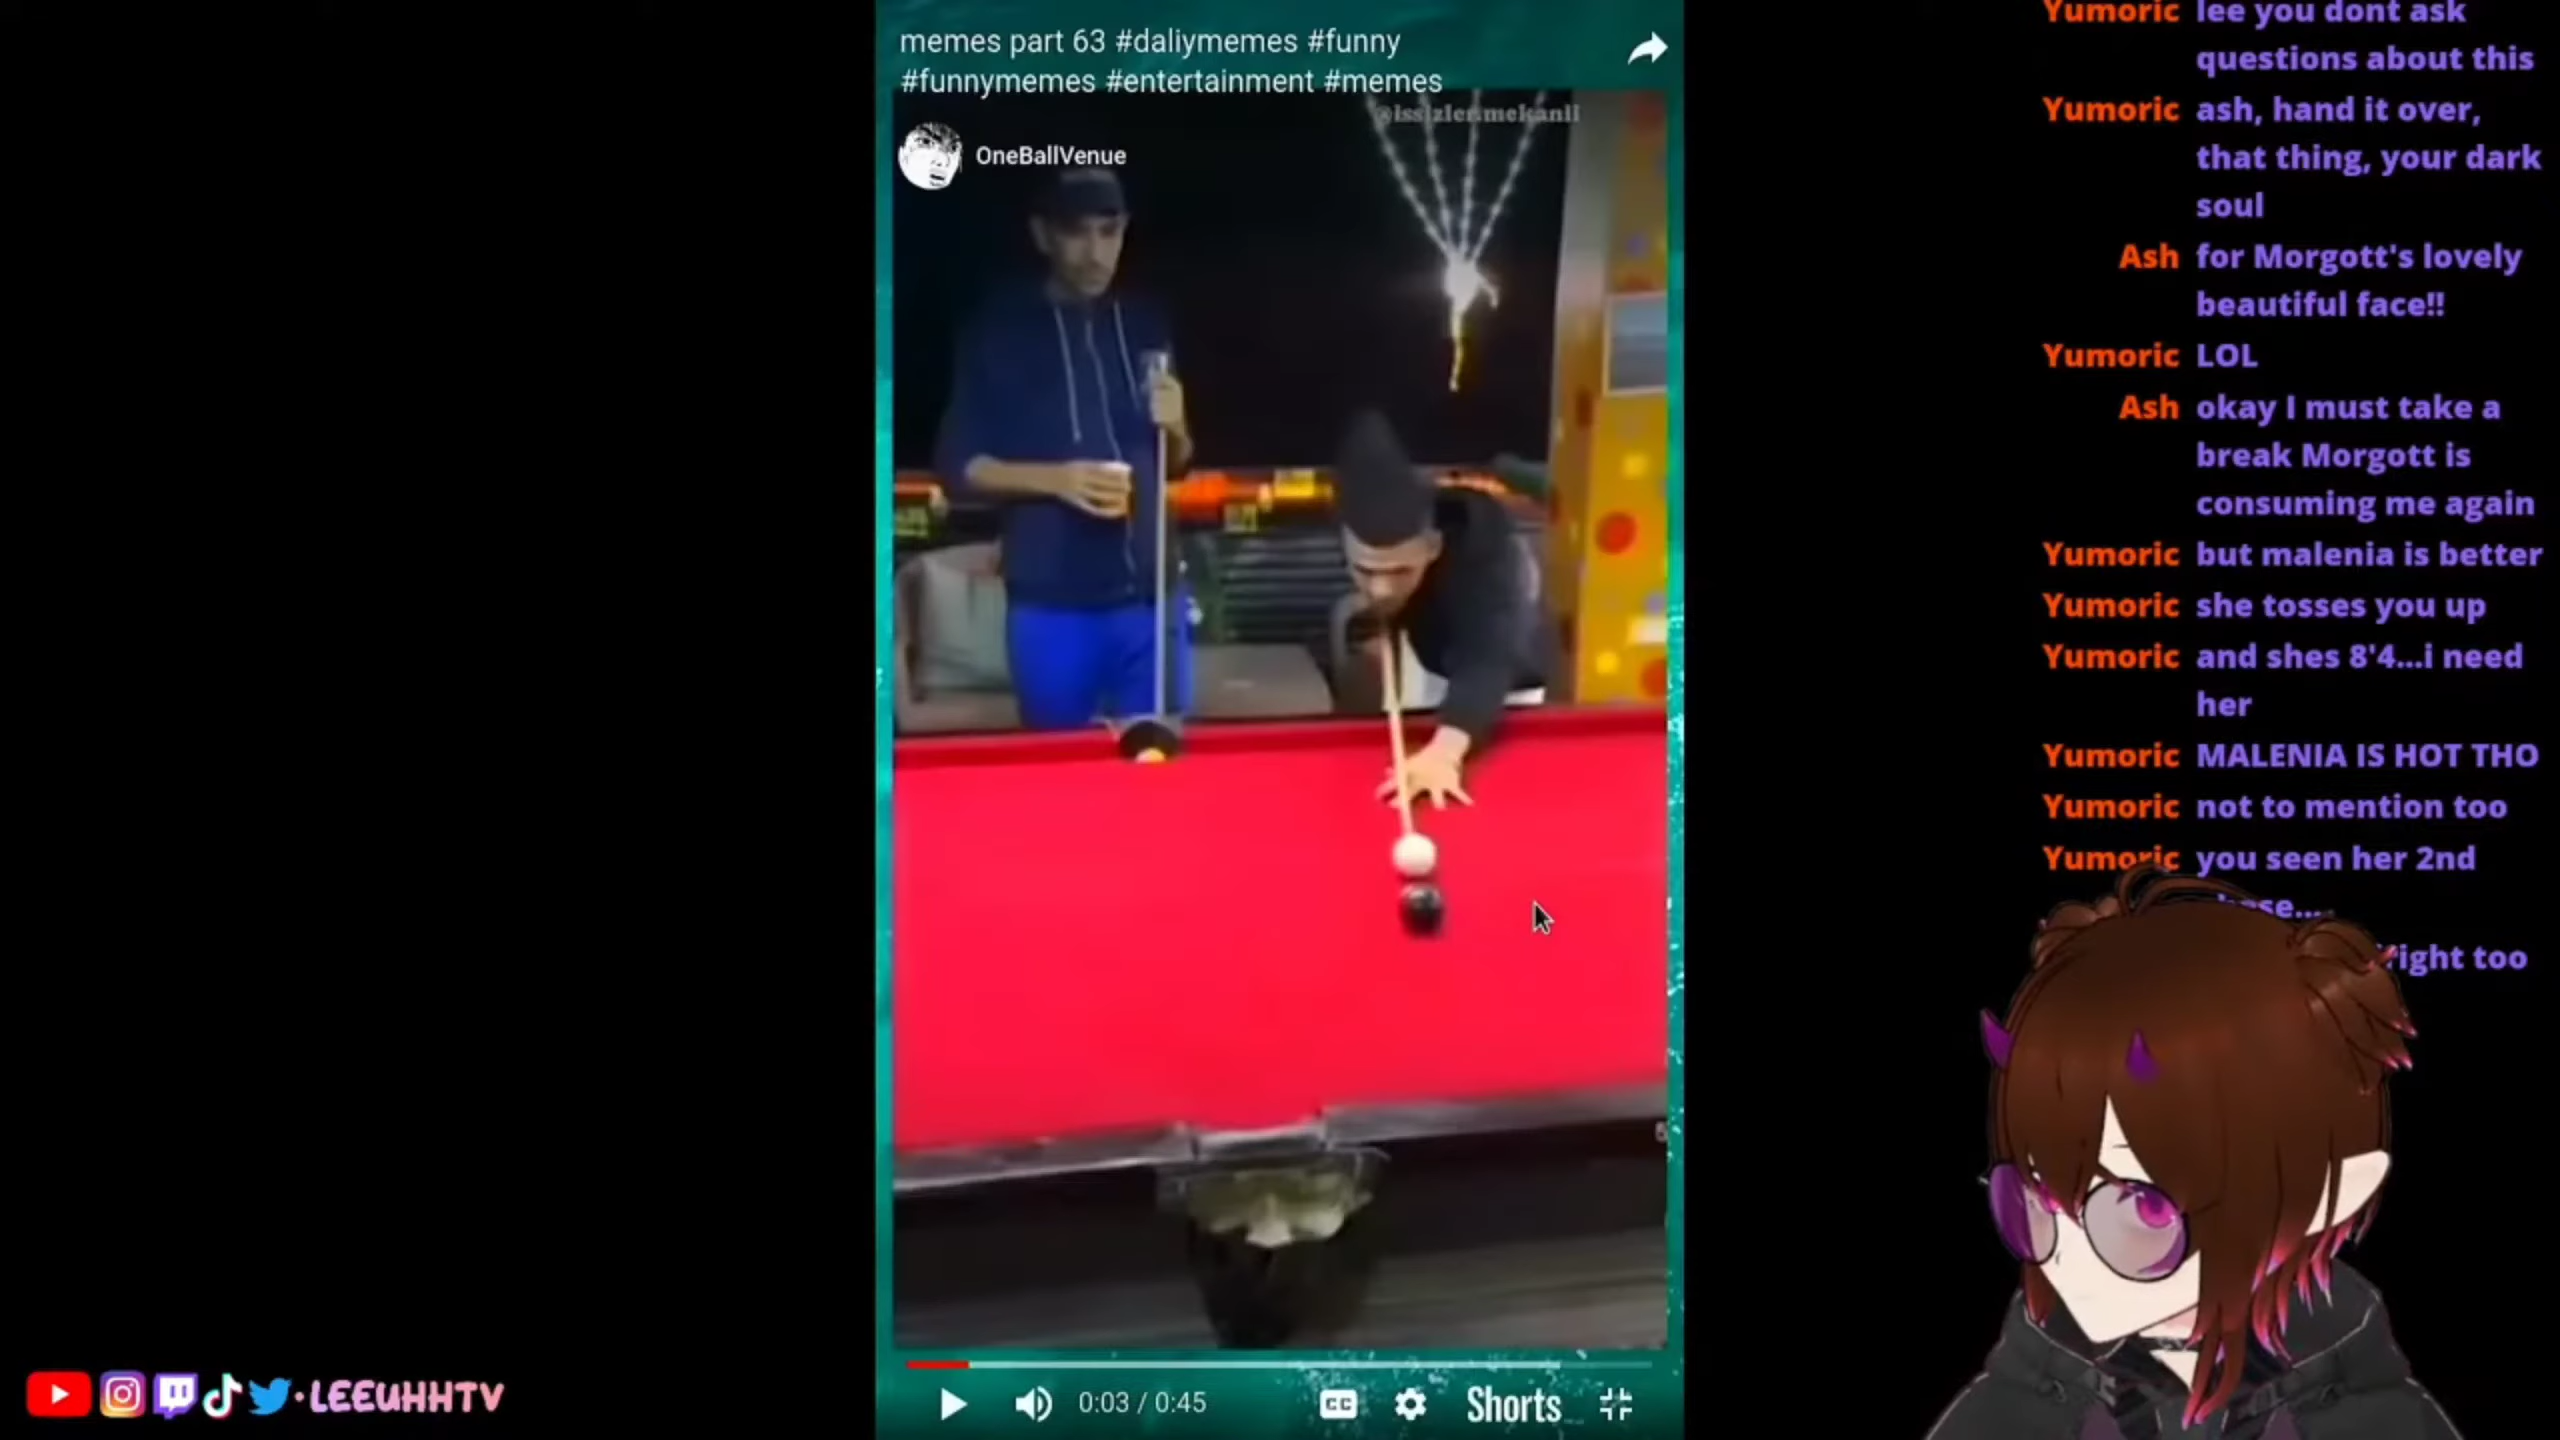 memes part 63 #daliymemes #funny
#funnymemes #entertainment #memes
OneBallVenue
Yumoric lee you dont ask
questions about this
Yumoric ash, hand it over,
that thing, your dark
soul
Ash for Morgott's lovely
beautiful face!!
Yumoric LOL
Ash okay I must take a
break Morgott is
consuming me again
Yumoric but malenia is better
Yumoric she tosses you up
Yumoric and shes 8'4...i need
her
Yumoric MALENIA IS HOT THO
Yumoric not to mention too
Yumoric you seen her 2nd
right too
0:03 / 0:45
CC
Shorts
LEEUHHTV